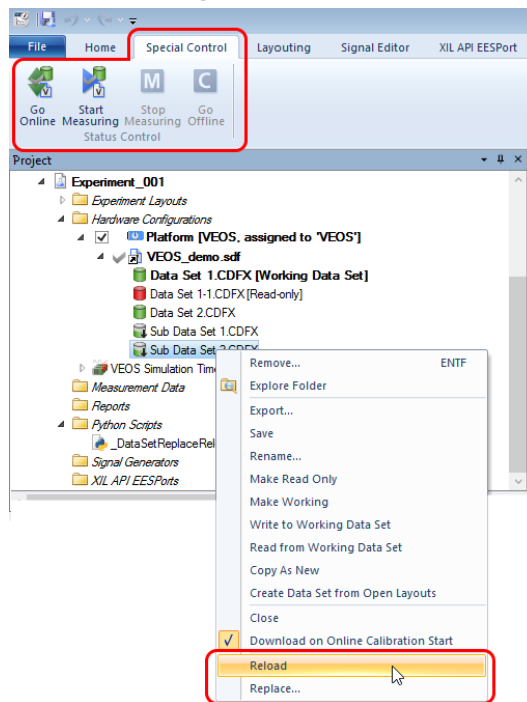 File Home Special Control Layouting Signal Editor XIL API EESPort
V V M C
Go Start Stop Go
Online Measuring Measuring Offline
Status Control
Project
Experiment_001
Experiment Layouts
Hardware Configurations
Platform [VEOS, assigned to 'VEOS']
VEOS_demo.sdf
Data Set 1.CDFX [Working Data Set]
Data Set 1-1.CDFX [Read-only]
Data Set 2.CDFX
Sub Data Set 1.CDFX
Sub Data Set 2.CDFX
VEOS Simulation Tim
Measurement Data
Reports
Python Scripts
_DataSetReplaceRel
Signal Generators
XIL API EESPorts
Remove... ENTF
Explore Folder
Export...
Save
Rename...
Make Read Only
Make Working
Write to Working Data Set
Read from Working Data Set
Copy As New
Create Data Set from Open Layouts
Close
Download on Online Calibration Start
Reload
Replace...